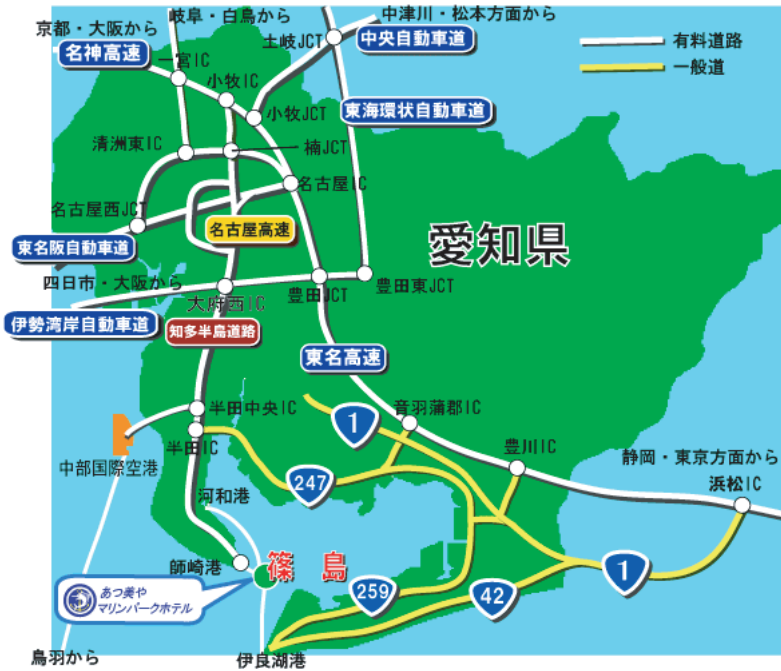 岐阜・白鳥から
中津川・松本方面から
京都・大阪から
土岐JCT
中央自動車道
有料道路
名神高速
一宮IC
一般道
小牧IC
東海環状自動車道
小牧JCT
清洲東IC
楠JCT
名古屋IC
名古屋西JCT
名古屋高速
愛知県
東名阪自動車道
四日市・大阪から
大府西IC
豊田JCT
豊田東JCT
伊勢湾岸自動車道
知多半島道路
東名高速
半田中央IC
音羽蒲郡IC
1
半田IC
豊川IC
静岡・東京方面から
中部国際空港
247
浜松IC
河和港
師崎港
篠島
1
あつ美や
マリンパークホテル
259
42
鳥羽から
伊良湖港